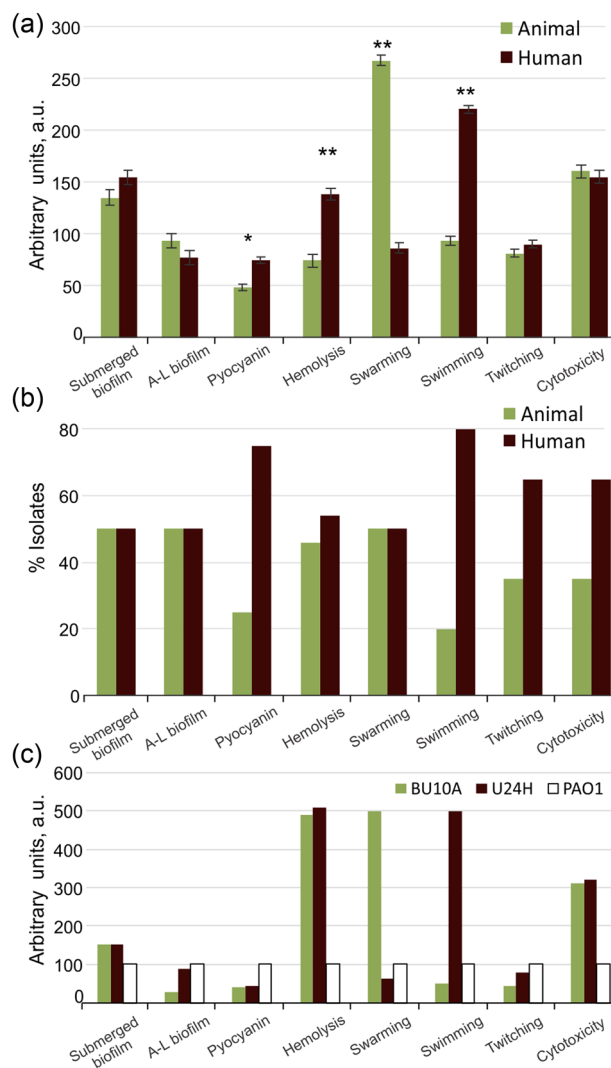 (a)
300
250
200
150
100
50
0
Arbitrary units, a.u.
Animal
Human
*
**
**
**
Submerged
biofilm
A-L biofilm
Pyocyanin
Hemolysis
Swarming
Swimming
Twitching
Cytotoxicity
(b)
80
60
40
20
0
% Isolates
Animal
Human
Submerged
biofilm
A-L biofilm
Pyocyanin
Hemolysis
Swarming
Swimming
Twitching
Cytotoxicity
(c)
600
500
400
300
200
100
0
Arbitrary units, a.u.
BU10A U24H PAO1
Submerged
biofilm
A-L biofilm
Pyocyanin
Hemolysis
Swarming
Swimming
Twitching
Cytotoxicity